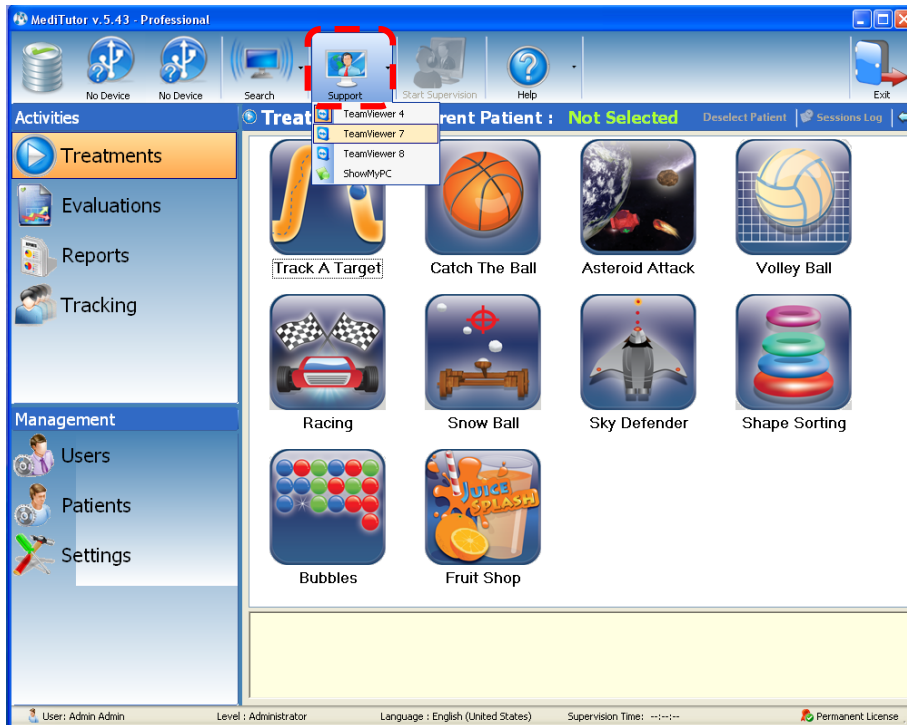 MediTutor v.5.43 - Professional
No Device
No Device
Search
Support
Start Supervision
Help
Exit
TeamViewer 4
TeamViewer 7
TeamViewer 8
ShowMyPC
Activities
Treat rent Patient : Not Selected Deselect Patient Sessions Log
Treatments
Evaluations
Reports
Tracking
Track A Target
Catch The Ball
Asteroid Attack
Volley Ball
Racing
Snow Ball
Sky Defender
Shape Sorting
JUICE
SPLASH
Bubbles
Fruit Shop
Management
Users
Patients
Settings
User: Admin Admin Level : Administrator Language : English (United States) Supervision Time: --:--:-- Permanent License